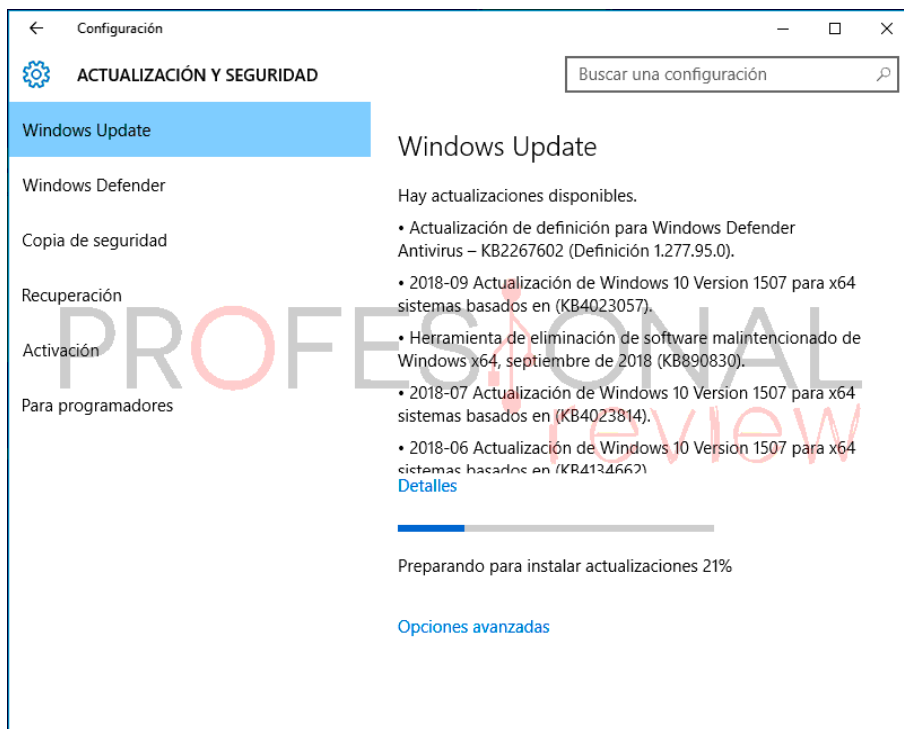 Configuración
ACTUALIZACIÓN Y SEGURIDAD
Buscar una configuración
Windows Update
Windows Defender
Copia de seguridad
Recuperación
Activación
Para programadores
Windows Update
Hay actualizaciones disponibles.
• Actualización de definición para Windows Defender
Antivirus – KB2267602 (Definición 1.277.95.0).
• 2018-09 Actualización de Windows 10 Version 1507 para x64
sistemas basados en (KB4023057).
• Herramienta de eliminación de software malintencionado de
Windows x64, septiembre de 2018 (KB890830).
• 2018-07 Actualización de Windows 10 Version 1507 para x64
sistemas basados en (KB4023814).
• 2018-06 Actualización de Windows 10 Version 1507 para x64
sistemas basados en (KB4134662)
Detalles
Preparando para instalar actualizaciones 21%
Opciones avanzadas
PROFESIONAL
review